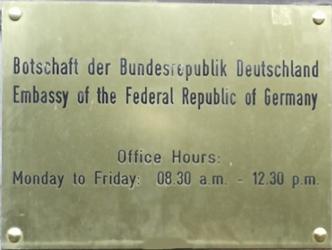 Botschaft der Bundesrepublik Deutschland
Embassy of the Federal Republic of Germany
Office Hours:
Monday to Friday: 08.30 a.m. - 12.30 p.m.